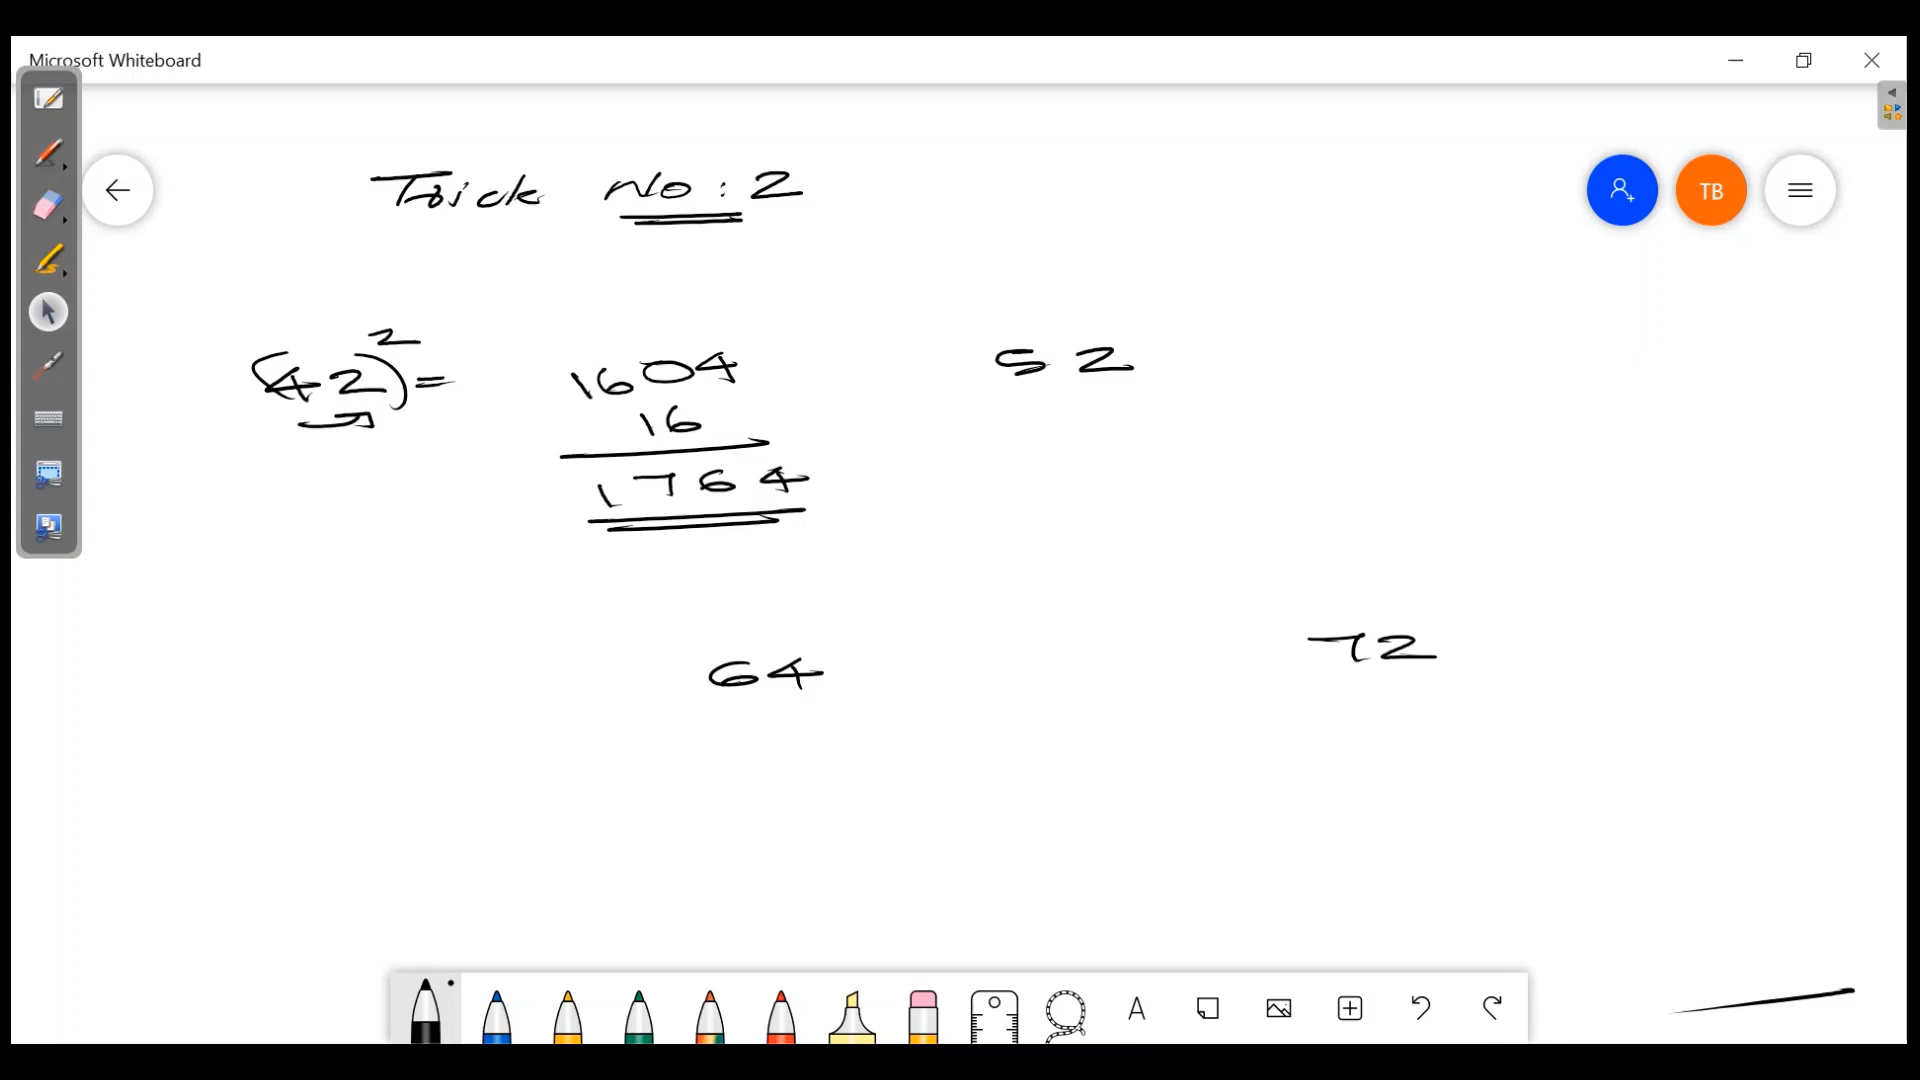 Microsoft Whiteboard
Trick No: 2
TB
(42)² = 1604
16
1764
52
64
72
A